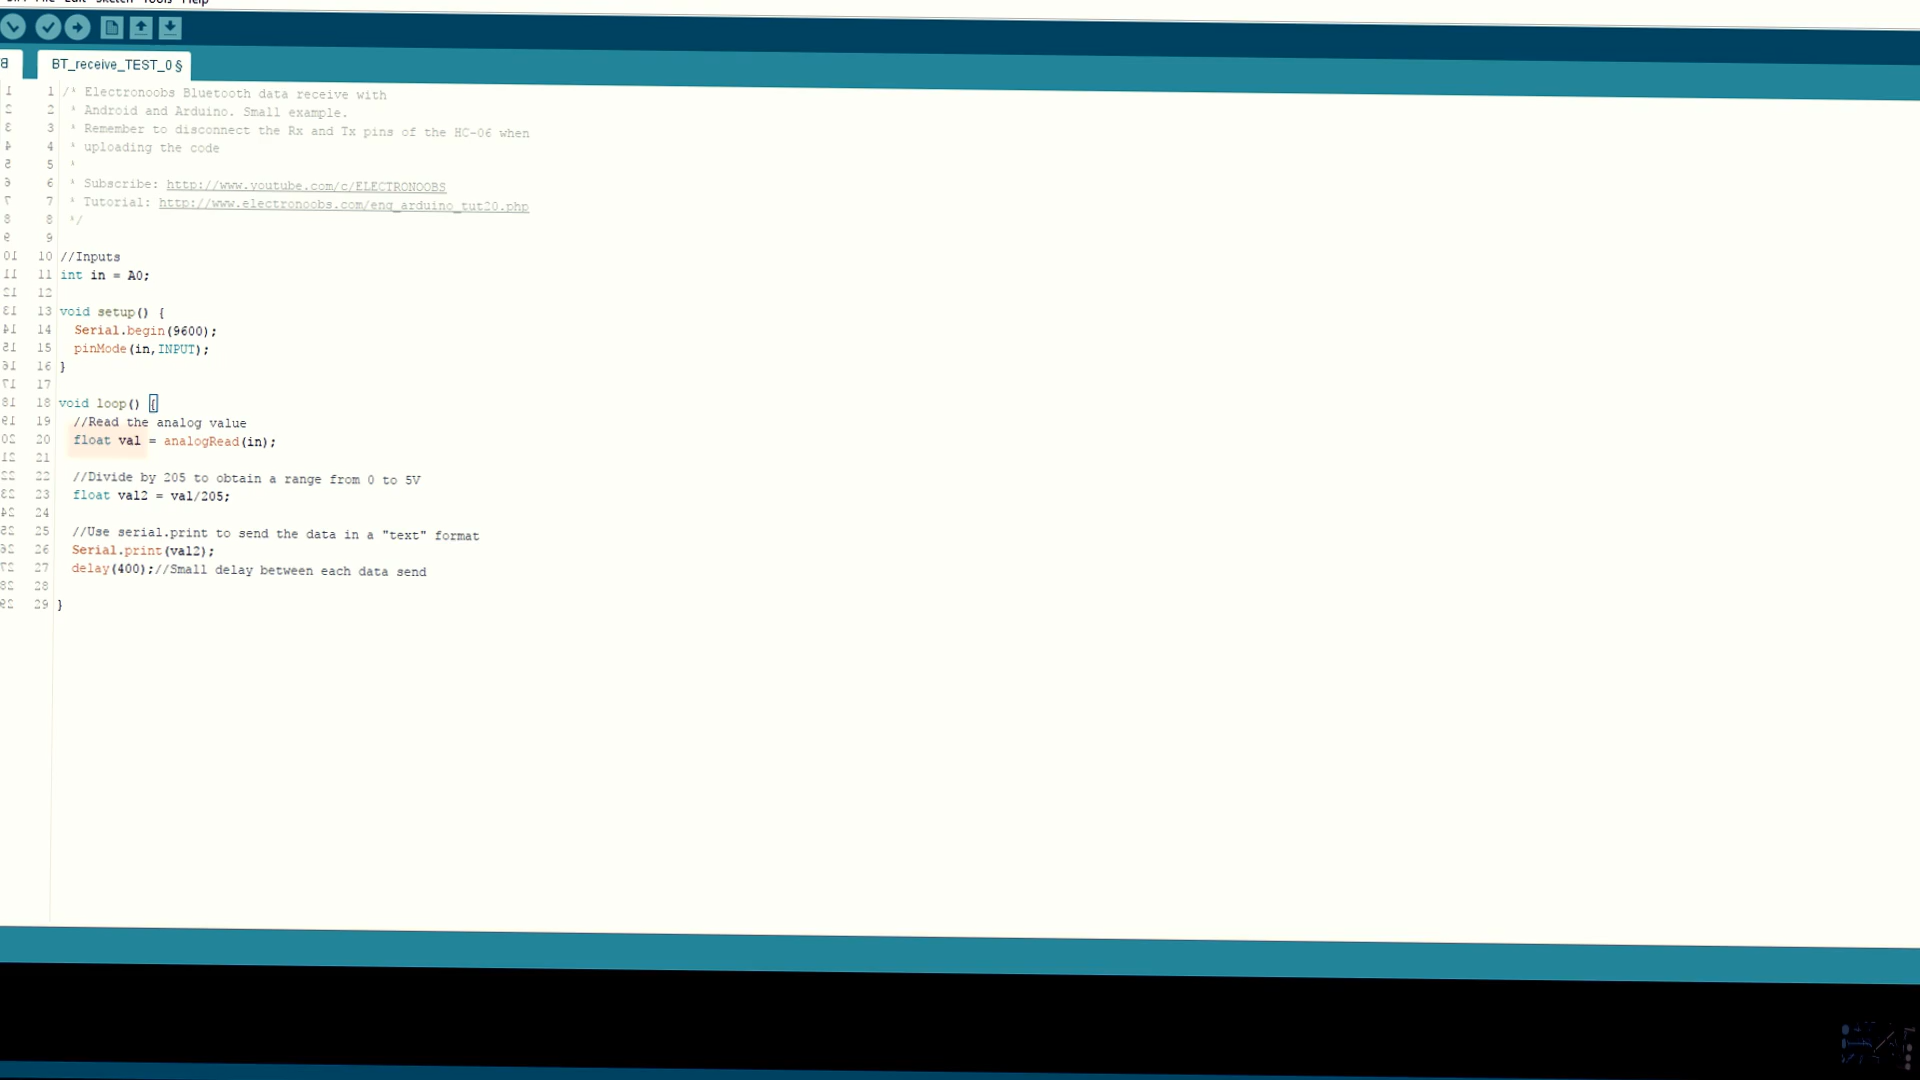 File Edit Sketch Tools Help
BT_receive_TEST_0 §
1 /* Electronoobs Bluetooth data receive with
2 * Android and Arduino. Small example.
3 * Remember to disconnect the Rx and Tx pins of the HC-06 when
4 * uploading the code
5 *
6 * Subscribe: http://www.youtube.com/c/ELECTRONOOBS
7 * Tutorial: http://www.electronoobs.com/eng_arduino_tut20.php
8 */
9
10 //Inputs
11 int in = A0;
12
13 void setup() {
14 Serial.begin(9600);
15 pinMode(in,INPUT);
16 }
17
18 void loop() {
19 //Read the analog value
20 float val = analogRead(in);
21
22 //Divide by 205 to obtain a range from 0 to 5V
23 float val2 = val/205;
24
25 //Use serial.print to send the data in a "text" format
26 Serial.print(val2);
27 delay(400);//Small delay between each data send
28
29 }